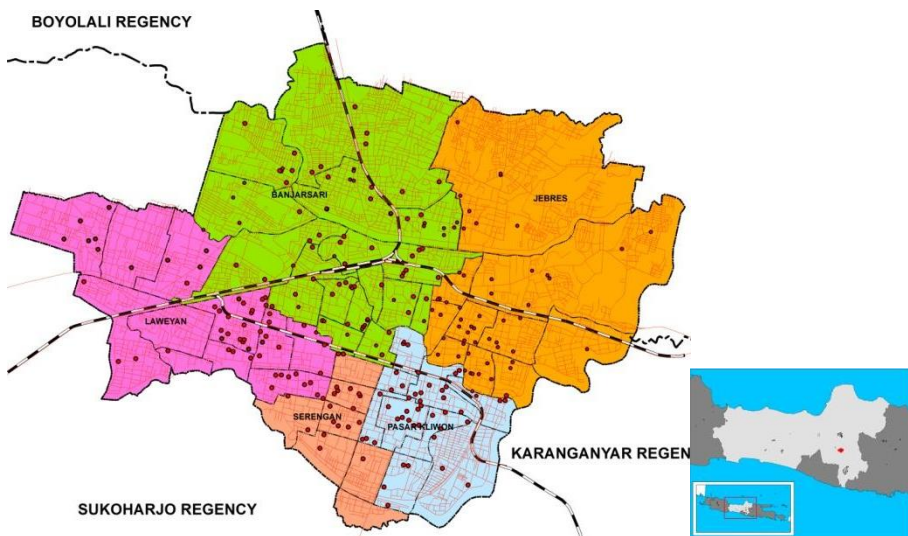 BOYOLALI REGENCY
BANJARSARI
JEBRES
LAWEYAN
SERENGAN
PASAR KLIWON
KARANGANYAR REGEN
SUKOHARJO REGENCY